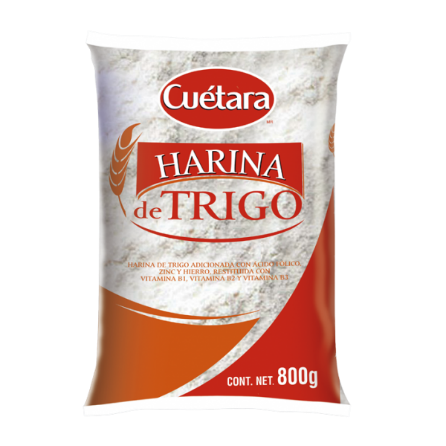 Cuétara
HARINA
de TRIGO
HARINA DE TRIGO ADICIONADA CON ÁCIDO FÓLICO,
ZINC Y HIERRO, RESTITUIDA CON
VITAMINA B1, VITAMINA B2 Y VITAMINA B3
CONT. NET. 800g